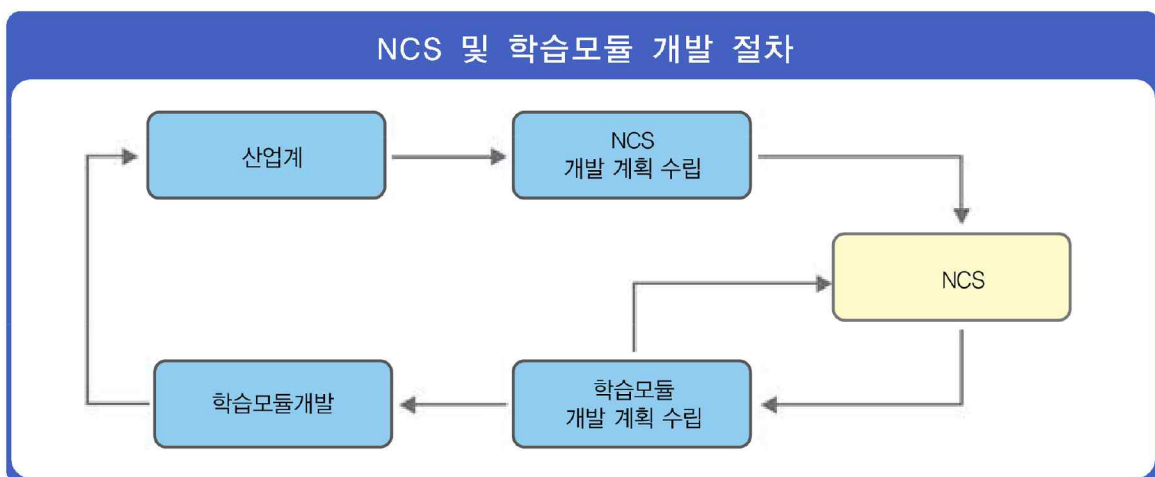 NCS 및 학습모듈 개발 절차
산업계
NCS
개발 계획 수립
NCS
학습모듈개발
학습모듈
개발 계획 수립